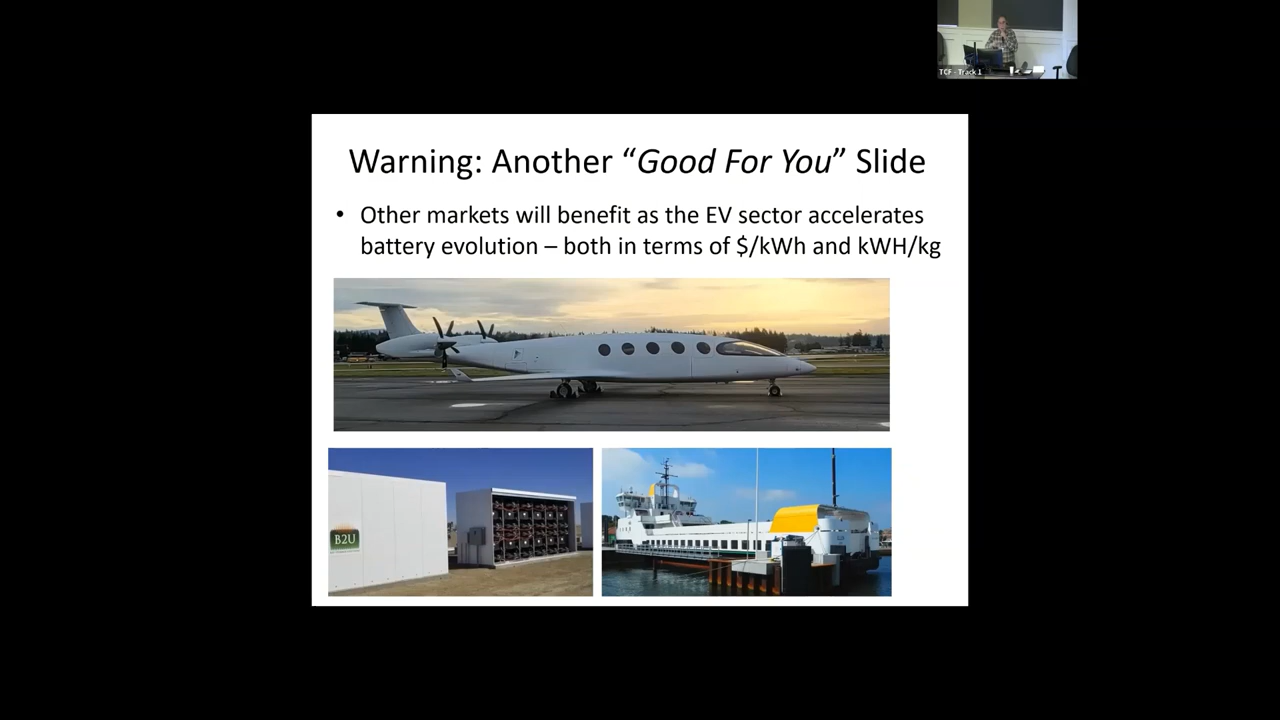 TCF - Track 1
Warning: Another “Good For You” Slide
• Other markets will benefit as the EV sector accelerates
battery evolution – both in terms of $/kWh and kWH/kg
B2U